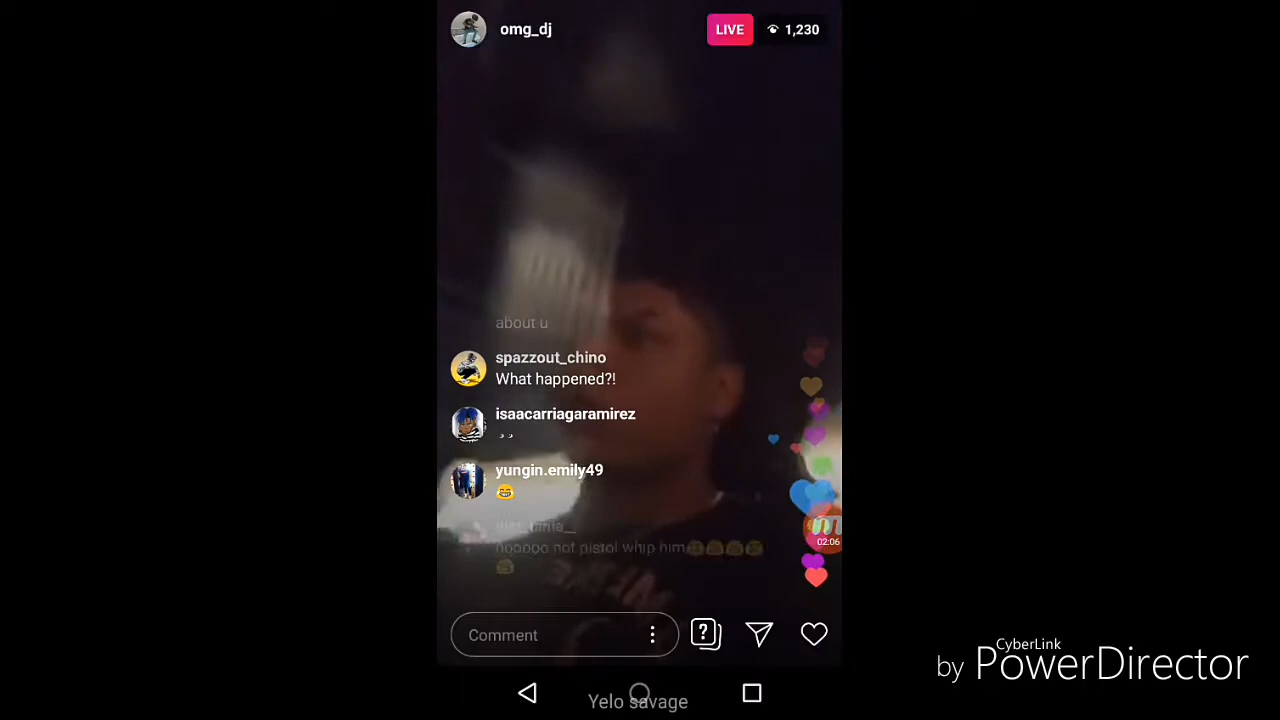 omg_dj
LIVE
1,230
about u
spazzout_chino
What happened?!
isaacarriagaramirez
yungin.emily49
nooooo not pistol whip him
02:06
Comment
?
CyberLink
by PowerDirector
Yelo savage